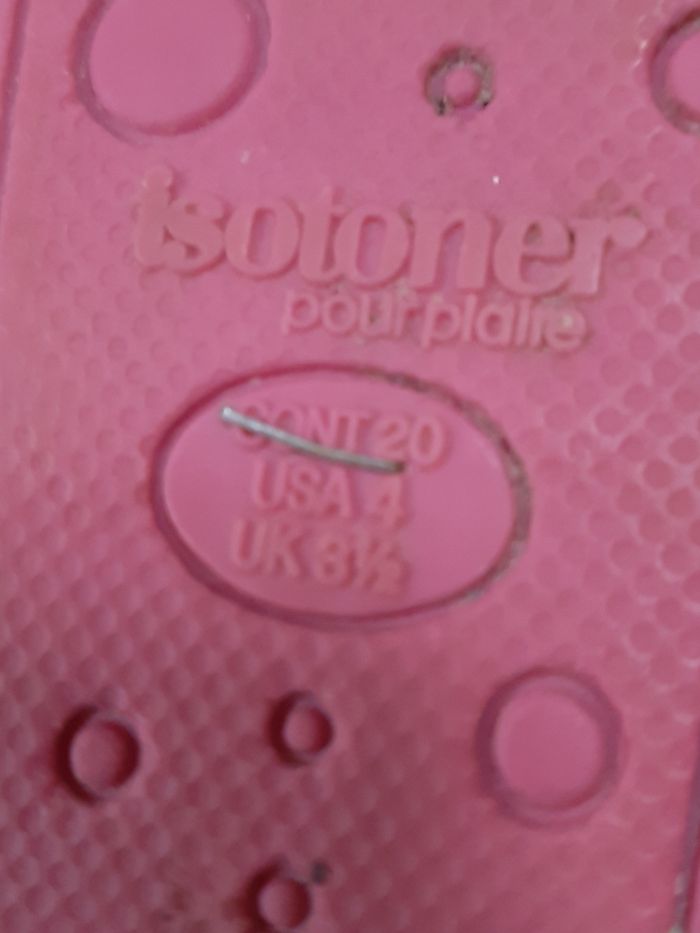 isotoner
pour plaire
CONT 20
USA 4
UK 3½